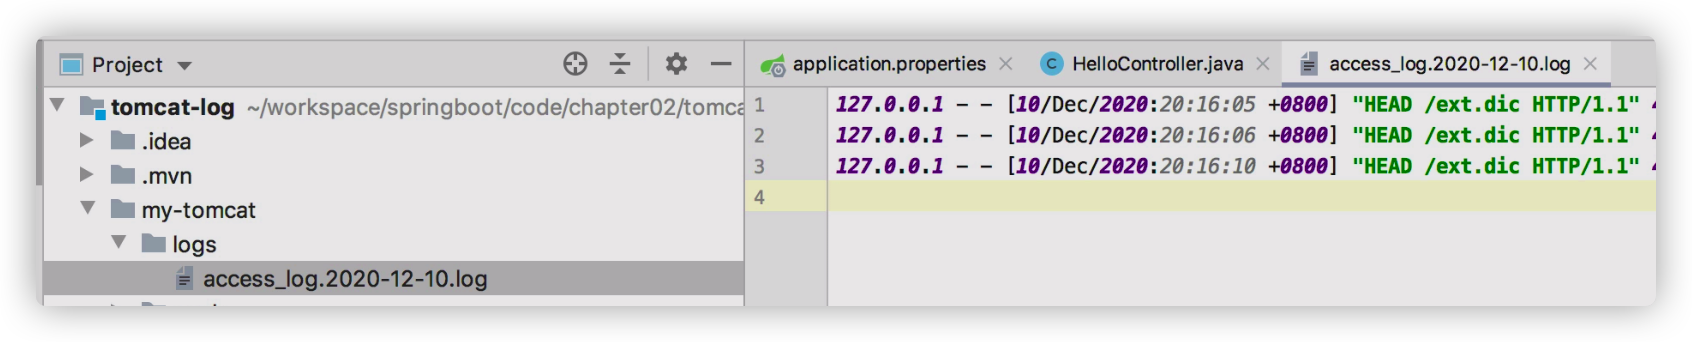 Project
tomcat-log ~/workspace/springboot/code/chapter02/tomca
.idea
.mvn
my-tomcat
logs
access_log.2020-12-10.log
application.properties
C HelloController.java
access_log.2020-12-10.log
1 127.0.0.1 - - [10/Dec/2020:20:16:05 +0800] "HEAD /ext.dic HTTP/1.1"
2 127.0.0.1 - - [10/Dec/2020:20:16:06 +0800] "HEAD /ext.dic HTTP/1.1"
3 127.0.0.1 - - [10/Dec/2020:20:16:10 +0800] "HEAD /ext.dic HTTP/1.1"
4